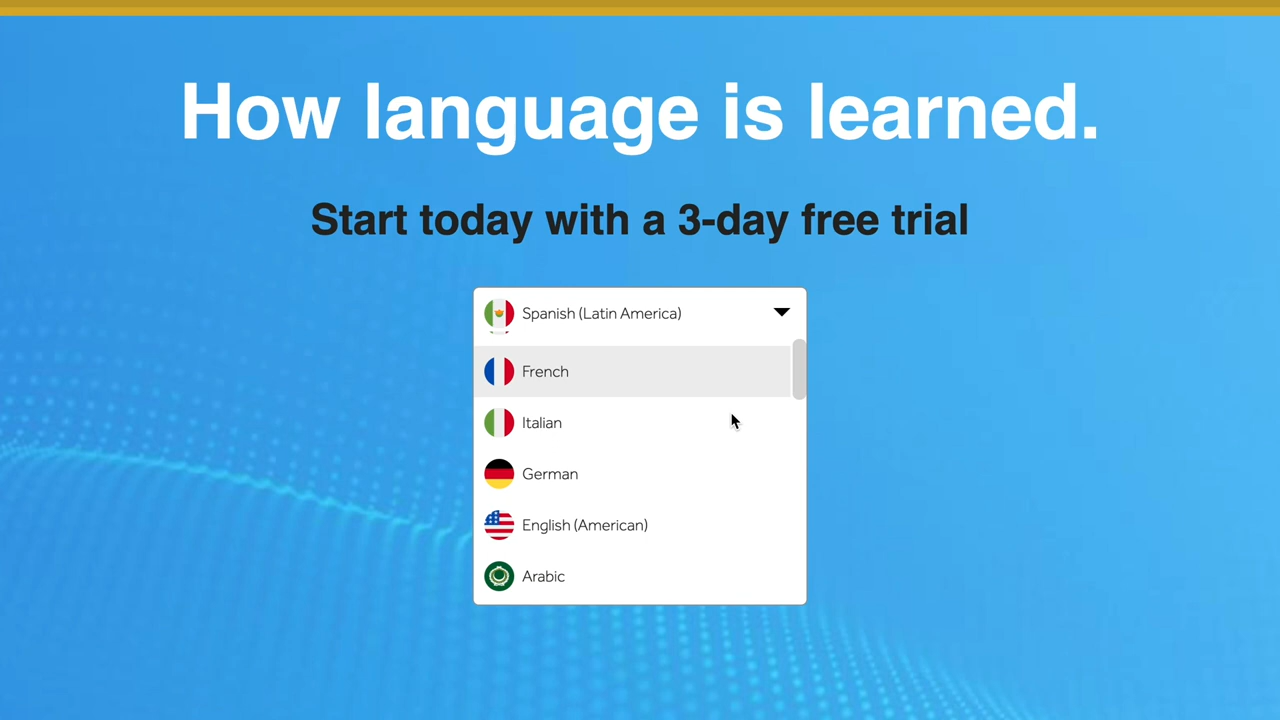 How language is learned.
Start today with a 3-day free trial
Spanish (Latin America)
French
Italian
German
English (American)
Arabic